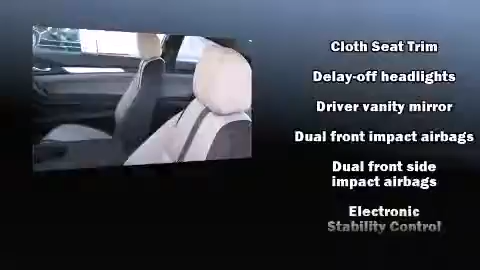 Cloth Seat Trim
Delay-off headlights
Driver vanity mirror
Dual front impact airbags
Dual front side
impact airbags
Electronic
Stability Control